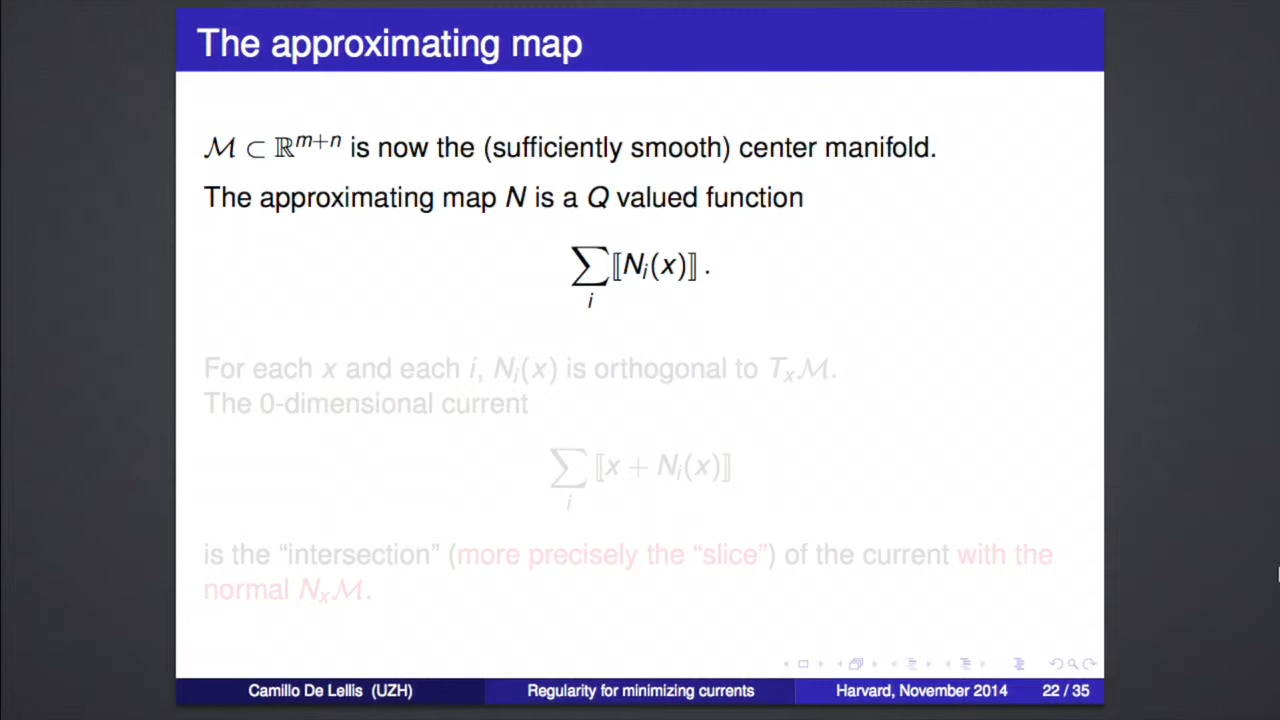 The approximating map
ℳ ⊂ ℝ^{m+n} is now the (sufficiently smooth) center manifold.
The approximating map N is a Q valued function
∑_i ⟦N_i(x)⟧ .
For each x and each i, N_i(x) is orthogonal to T_xℳ.
The 0-dimensional current
∑_i ⟦x + N_i(x)⟧
is the “intersection” (more precisely the “slice”) of the current with the
normal N_xℳ.
Camillo De Lellis (UZH) Regularity for minimizing currents Harvard, November 2014 22 / 35